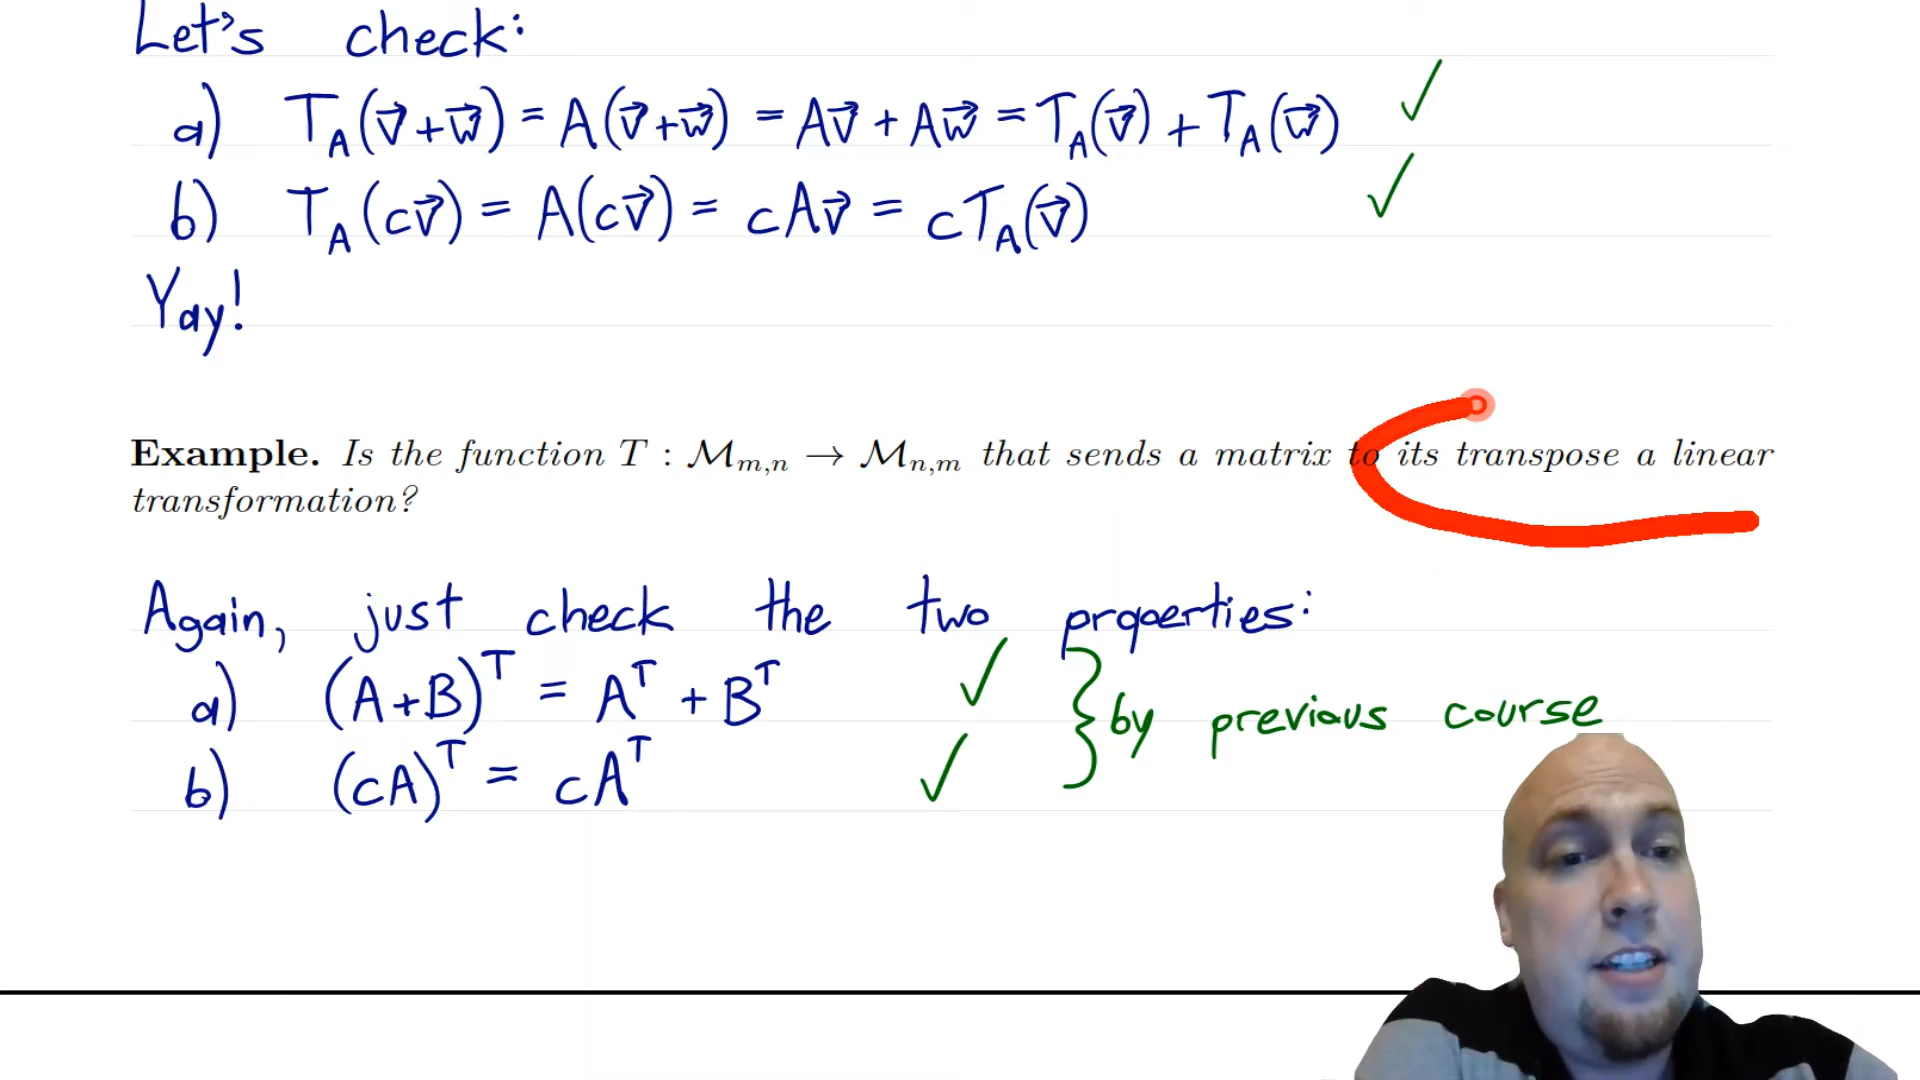 Let's check:
a) T_A(v⃗+w⃗) = A(v⃗+w⃗) = Av⃗ + Aw⃗ = T_A(v⃗) + T_A(w⃗) ✓
b) T_A(cv⃗) = A(cv⃗) = cAv⃗ = cT_A(v⃗) ✓
Yay!
Example. Is the function T : ℳ_{m,n} → ℳ_{n,m} that sends a matrix to its transpose a linear
transformation?
Again, just check the two properties:
a) (A+B)^T = A^T + B^T ✓
b) (cA)^T = cA^T ✓
} by previous course